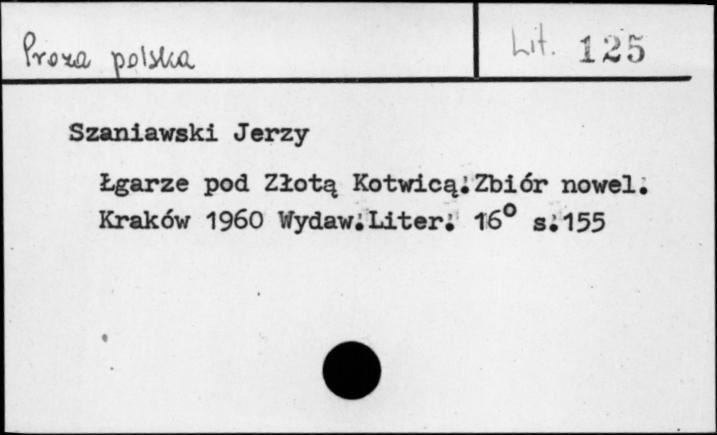 Proza polska
Lit. 125
Szaniawski Jerzy
Łgarze pod Złotą Kotwicą.Zbiór nowel.
Kraków 1960 Wydaw.Liter. 16° s.155